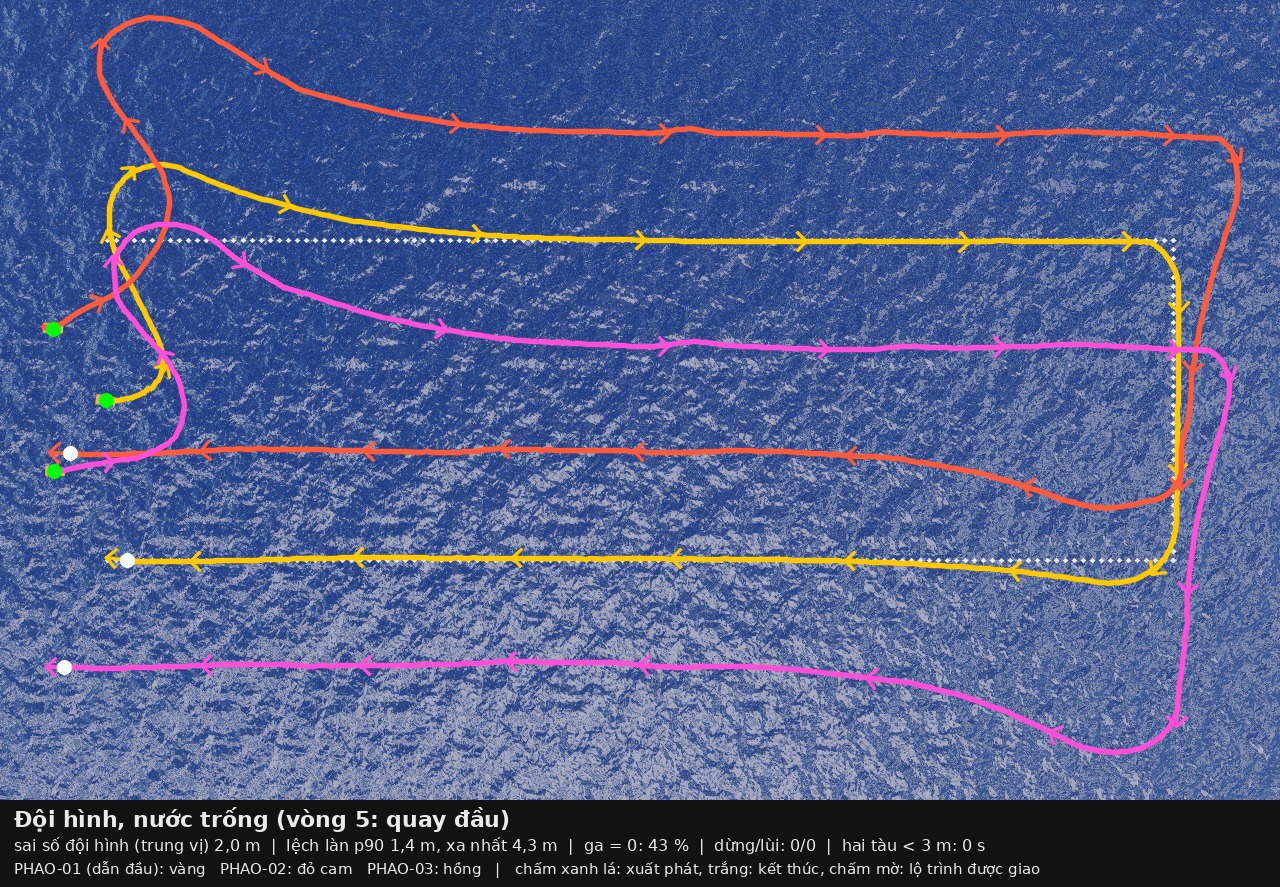 Đội hình, nước trống (vòng 5: quay đầu)
sai số đội hình (trung vị) 2,0 m | lệch làn p90 1,4 m, xa nhất 4,3 m | ga = 0: 43 % | dừng/lùi: 0/0 | hai tàu < 3 m: 0 s
PHAO-01 (dẫn đầu): vàng PHAO-02: đỏ cam PHAO-03: hồng | chấm xanh lá: xuất phát, trắng: kết thúc, chấm mờ: lộ trình được giao